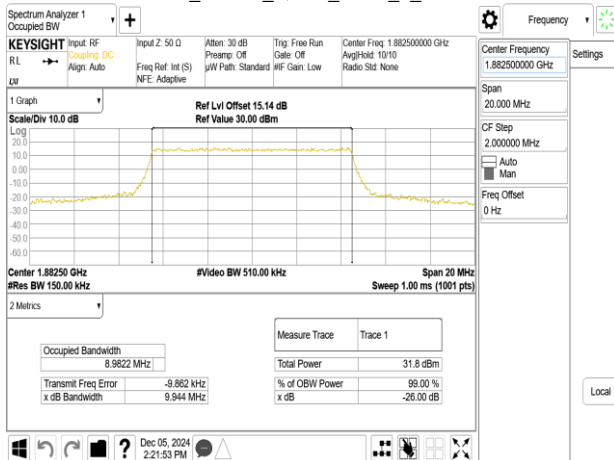 Spectrum Analyzer 1
Occupied BW
Frequency
KEYSIGHT
RL
Input: RF
Coupling: DC
Align: Auto
Input Z: 50 Ω
Freq Ref: Int (S)
NFE: Adaptive
Atten: 30 dB
Preamp: Off
µW Path: Standard
Trig: Free Run
Gate: Off
#IF Gain: Low
Center Freq: 1.882500000 GHz
Avg|Hold: 10/10
Radio Std: None
Center Frequency
1.882500000 GHz
Settings
Span
20.000 MHz
CF Step
2.000000 MHz
Auto
Man
Freq Offset
0 Hz
Local
1 Graph
Scale/Div 10.0 dB
Ref Lvl Offset 15.14 dB
Ref Value 30.00 dBm
Log
20.0
10.0
0.00
-10.0
-20.0
-30.0
-40.0
-50.0
-60.0
Center 1.88250 GHz
#Video BW 510.00 kHz
Span 20 MHz
#Res BW 150.00 kHz
Sweep 1.00 ms (1001 pts)
2 Metrics
Measure Trace
Trace 1
Occupied Bandwidth
8.9822 MHz
Total Power
31.8 dBm
Transmit Freq Error
-9.862 kHz
% of OBW Power
99.00 %
x dB Bandwidth
9.944 MHz
x dB
-26.00 dB
?
Dec 05, 2024
2:21:53 PM